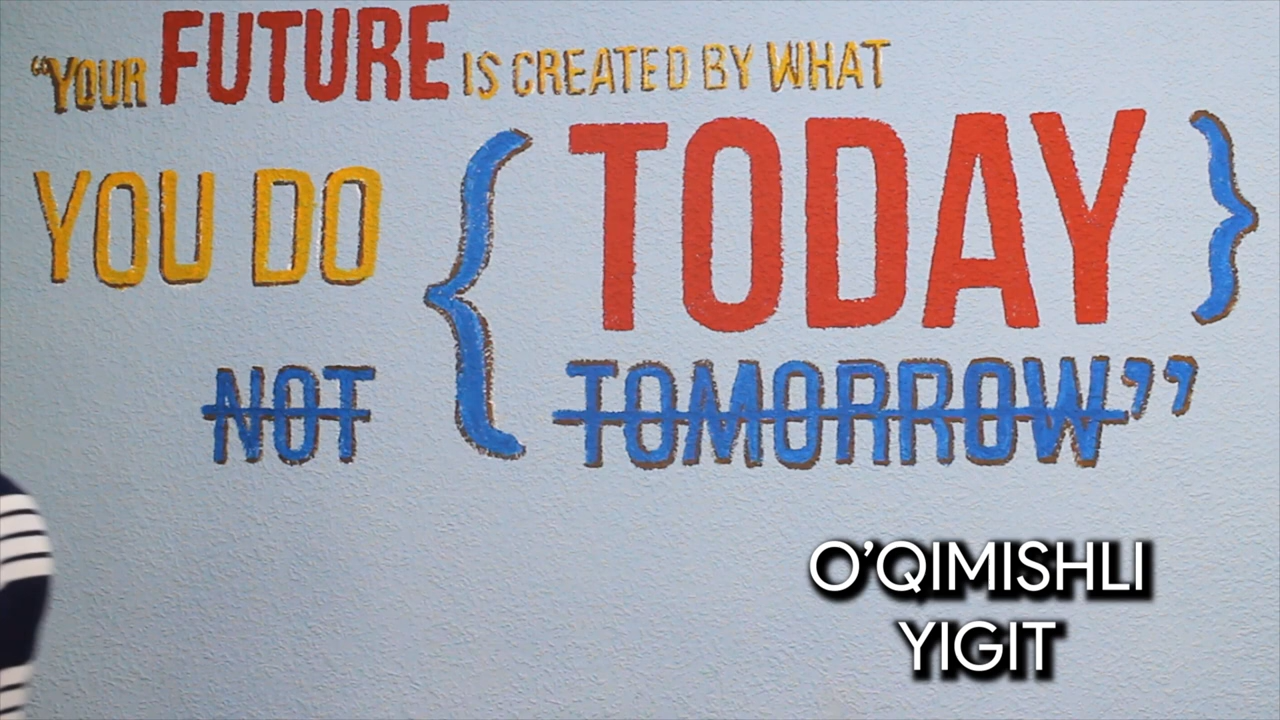 “YOUR FUTURE IS CREATED BY WHAT
YOU DO { TODAY }
NOT TOMORROW”
O’QIMISHLI
YIGIT